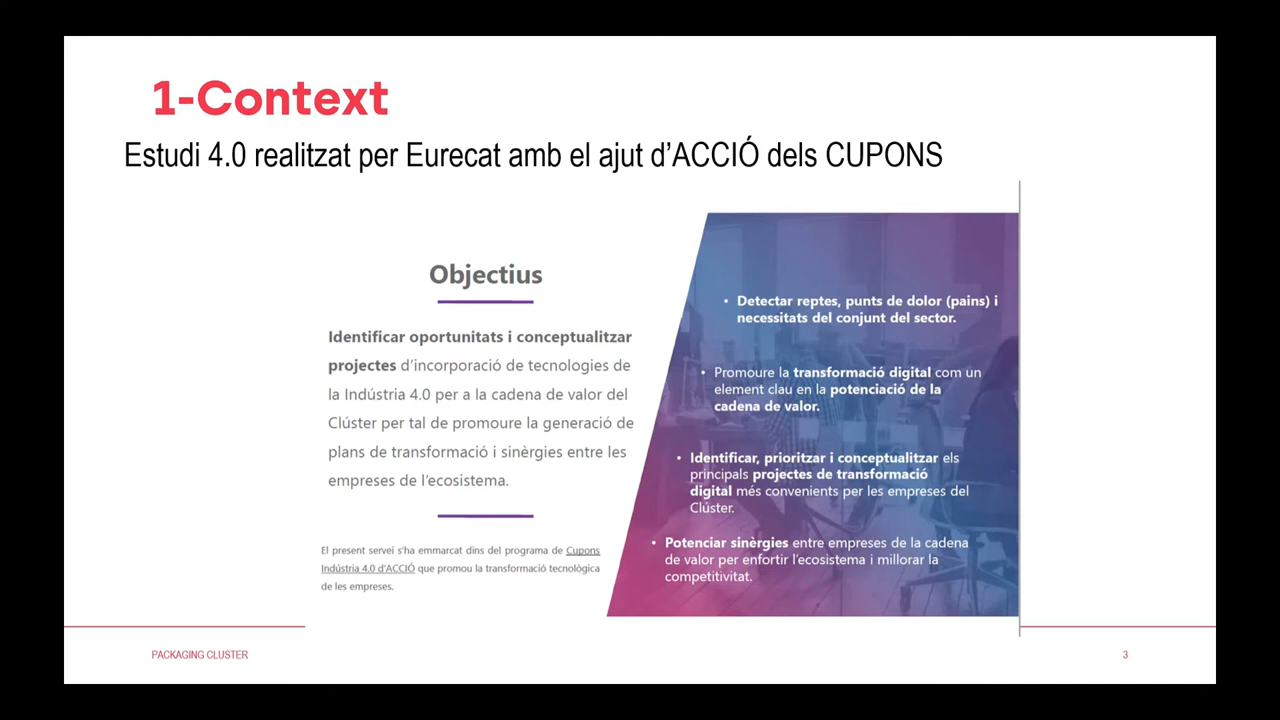 1-Context
Estudi 4.0 realitzat per Eurecat amb el ajut d’ACCIÓ dels CUPONS
Objectius
Identificar oportunitats i conceptualitzar
projectes d’incorporació de tecnologies de
la Indústria 4.0 per a la cadena de valor del
Clúster per tal de promoure la generació de
plans de transformació i sinèrgies entre les
empreses de l’ecosistema.
El present servei s’ha emmarcat dins del programa de Cupons
Indústria 4.0 d’ACCIÓ que promou la transformació tecnològica
de les empreses.
• Detectar reptes, punts de dolor (pains) i
necessitats del conjunt del sector.
• Promoure la transformació digital com un
element clau en la potenciació de la
cadena de valor.
• Identificar, prioritzar i conceptualitzar els
principals projectes de transformació
digital més convenients per les empreses del
Clúster.
• Potenciar sinèrgies entre empreses de la cadena
de valor per enfortir l’ecosistema i millorar la
competitivitat.
PACKAGING CLUSTER
3